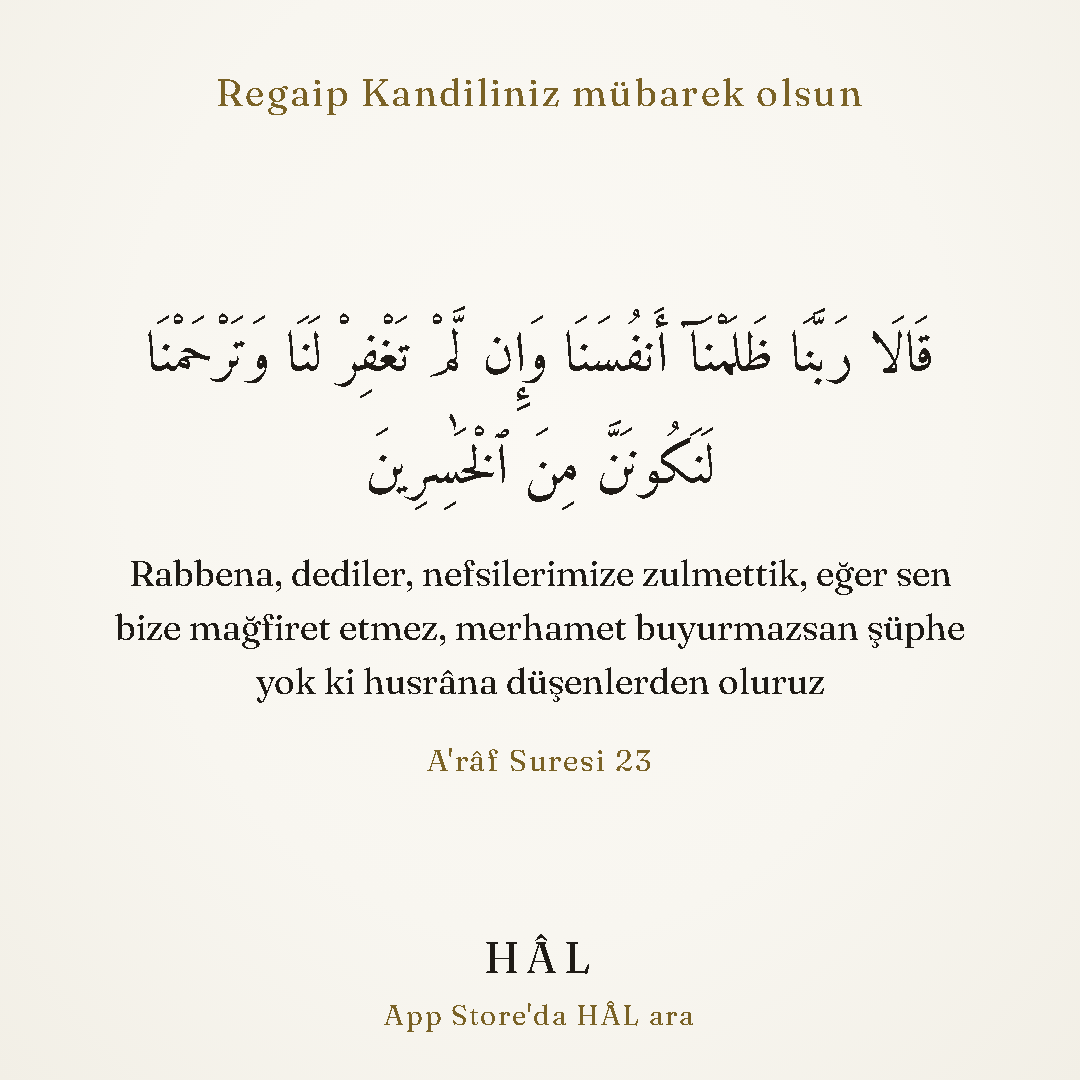 Regaip Kandiliniz mübarek olsun
قَالَا رَبَّنَا ظَلَمْنَآ أَنفُسَنَا وَإِن لَّمْ تَغْفِرْ لَنَا وَتَرْحَمْنَا
لَنَكُونَنَّ مِنَ ٱلْخَٰسِرِينَ
Rabbena, dediler, nefsilerimize zulmettik, eğer sen
bize mağfiret etmez, merhamet buyurmazsan şüphe
yok ki husrâna düşenlerden oluruz
A'râf Suresi 23
HÂL
App Store'da HÂL ara